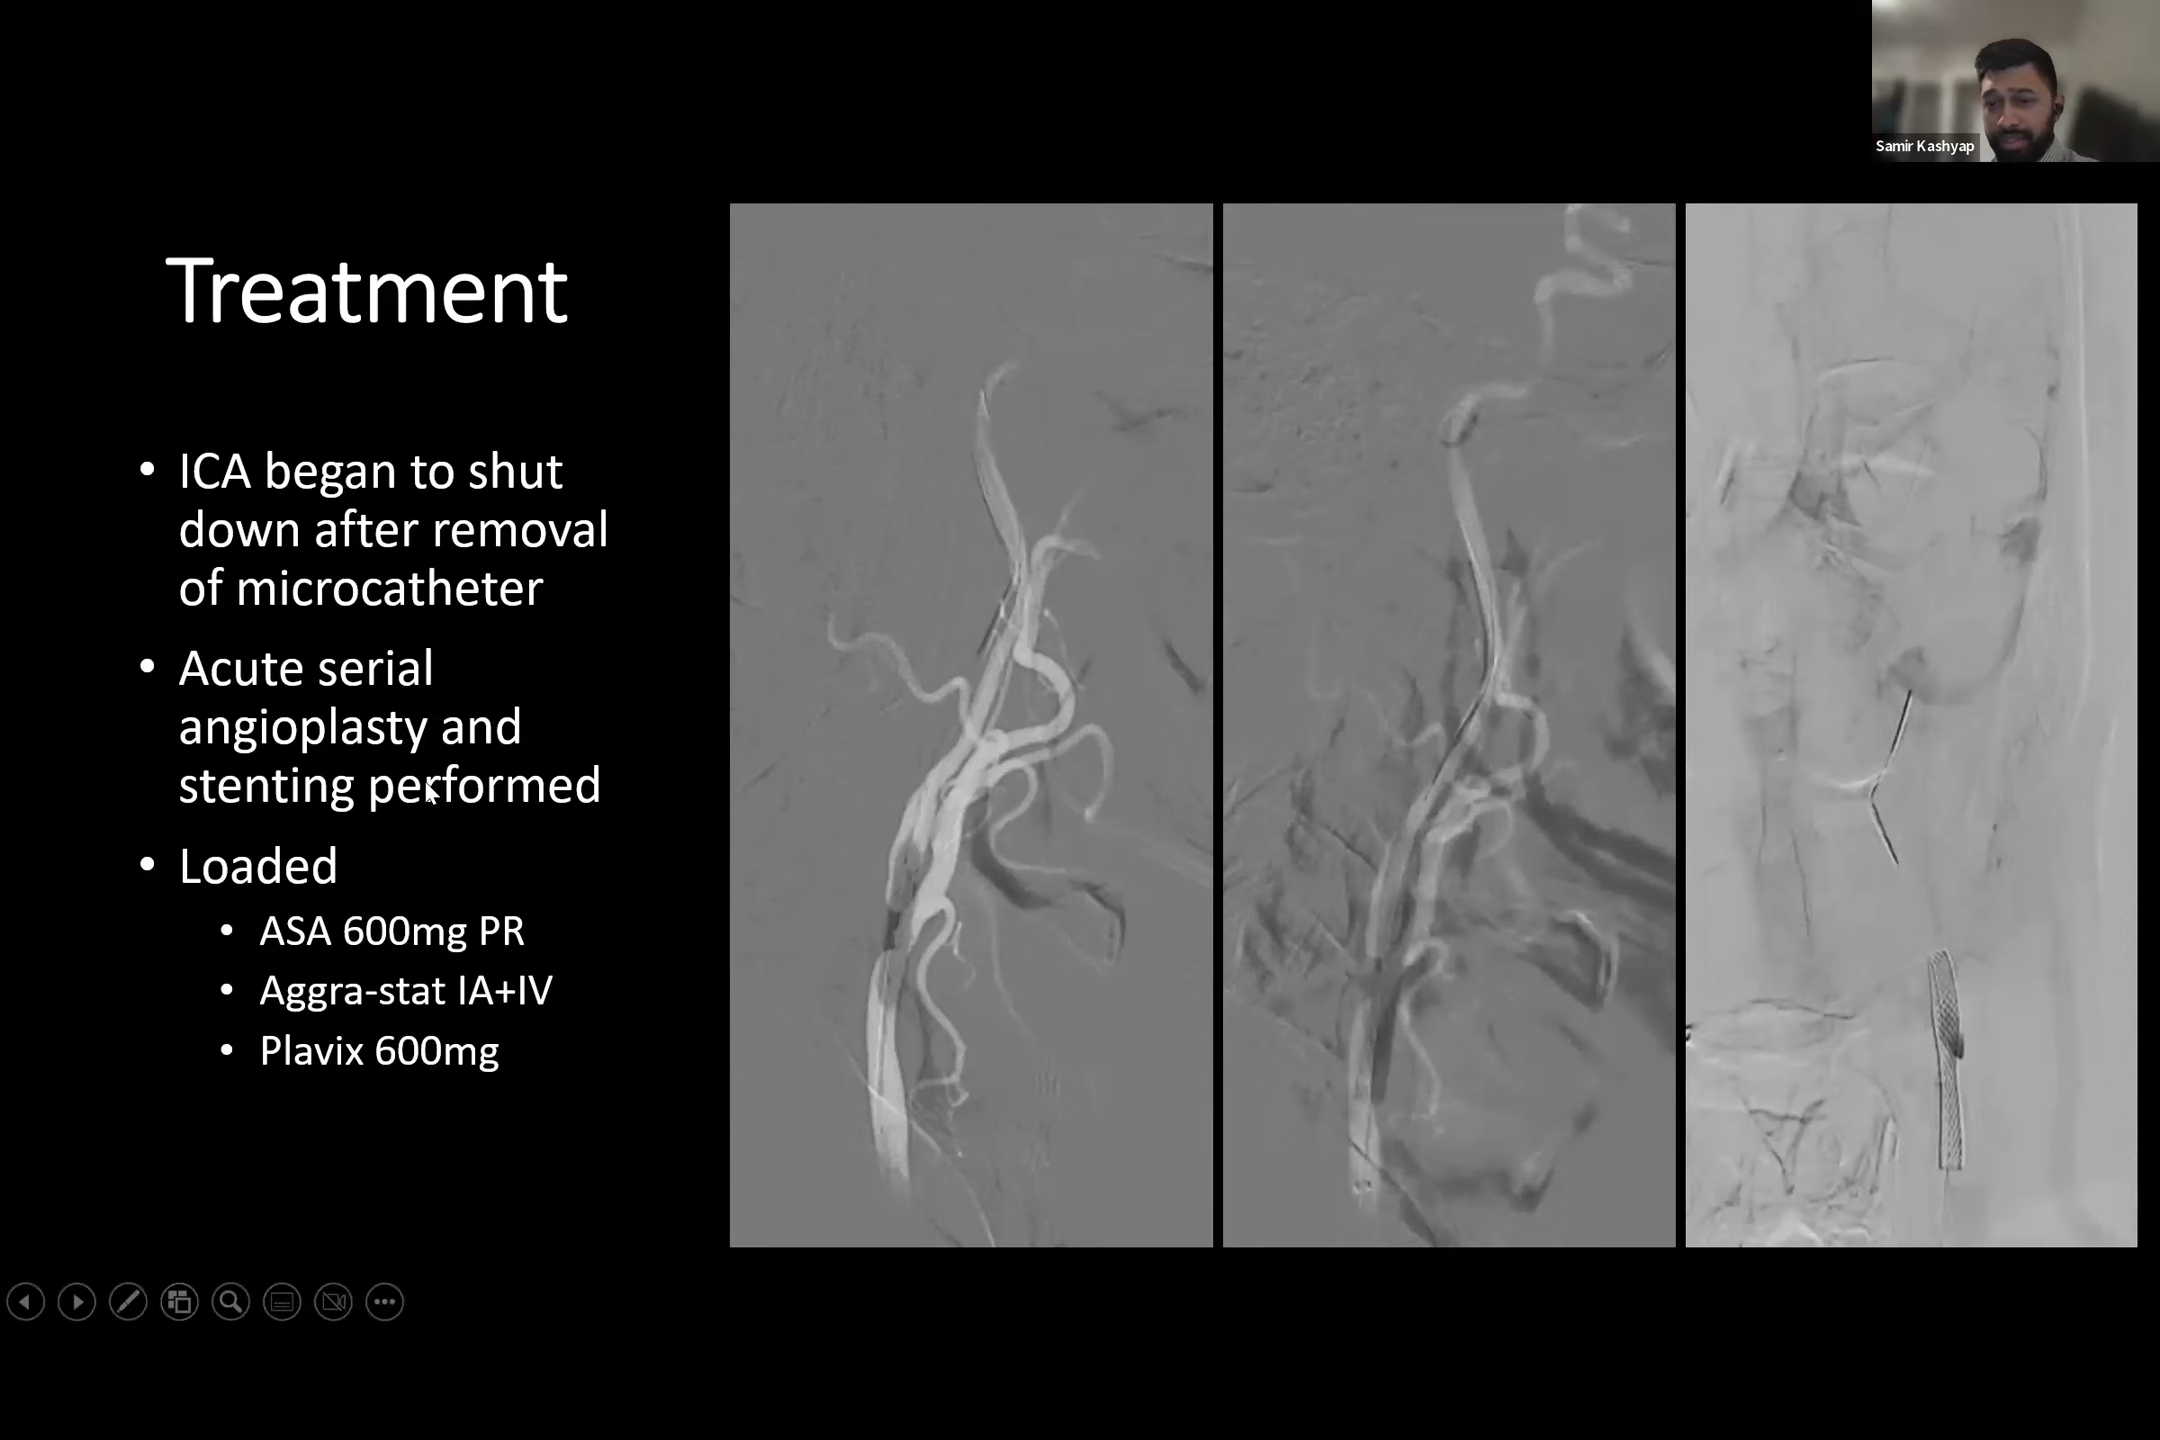 Samir Kashyap
Treatment
• ICA began to shut
down after removal
of microcatheter
• Acute serial
angioplasty and
stenting performed
• Loaded
• ASA 600mg PR
• Aggra-stat IA+IV
• Plavix 600mg